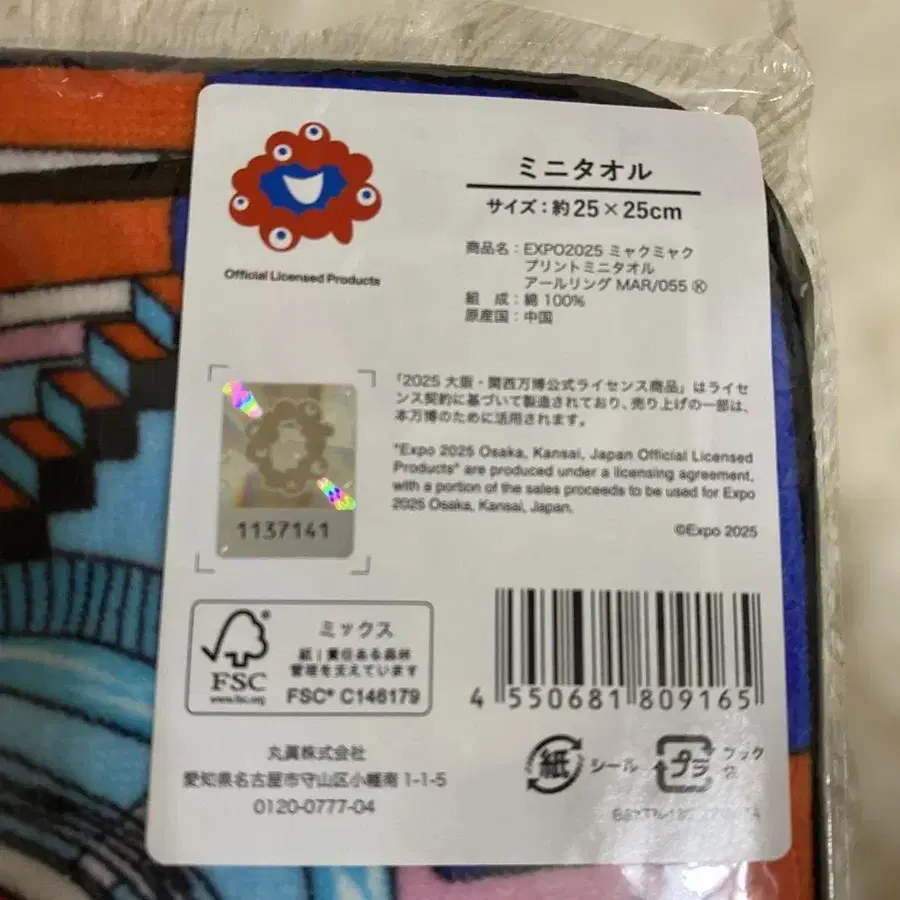 Official Licensed Products
ミニタオル
サイズ：約25×25cm
商品名：EXPO2025 ミャクミャク
プリントミニタオル
アールリング MAR/055 Ⓚ
組　成：綿 100%
原産国：中国
「2025 大阪・関西万博公式ライセンス商品」はライセ
ンス契約に基づいて製造されており、売り上げの一部は、
本万博のために活用されます。
"Expo 2025 Osaka, Kansai, Japan Official Licensed
Products" are produced under a licensing agreement,
with a portion of the sales proceeds to be used for Expo
2025 Osaka, Kansai, Japan.
©Expo 2025
1137141
FSC®
www.fsc.org
ミックス
紙｜責任ある森林
管理を支えています
FSC® C146179
4 550681 809165
丸眞株式会社
愛知県名古屋市守山区小幡南 1-1-5
0120-0777-04
紙 シール
プラ フック